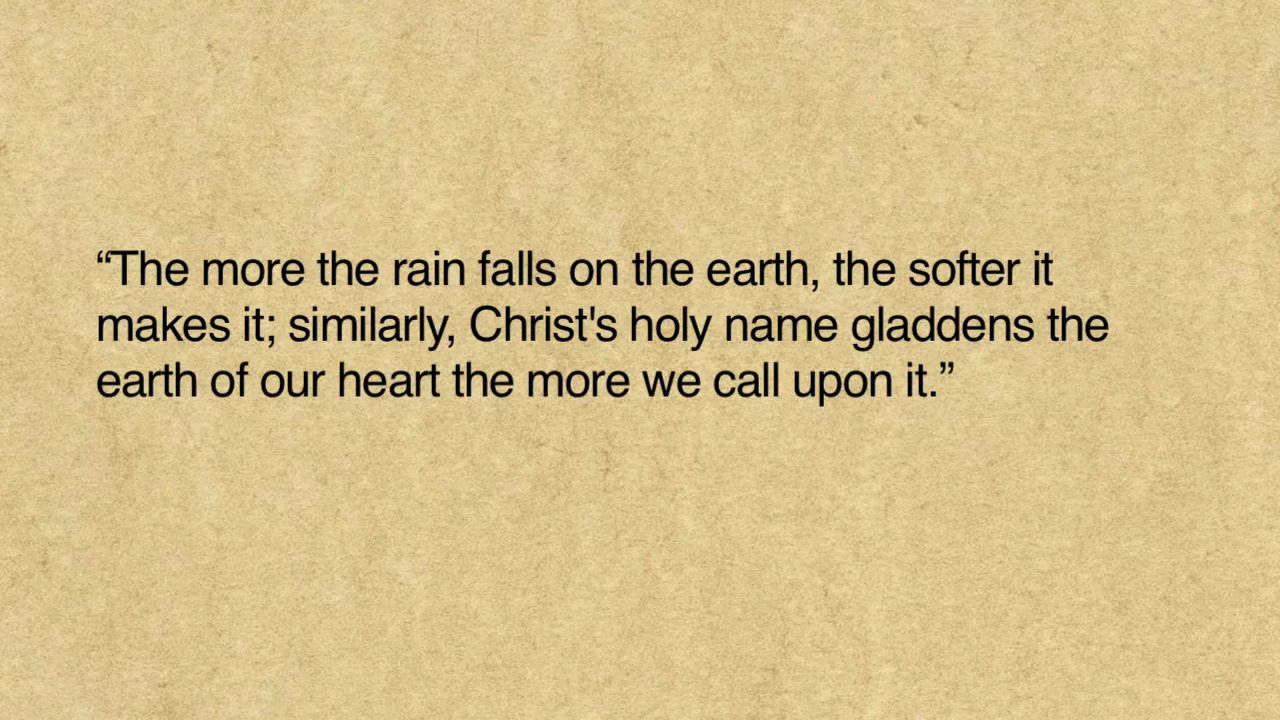 “The more the rain falls on the earth, the softer it
makes it; similarly, Christ's holy name gladdens the
earth of our heart the more we call upon it.”